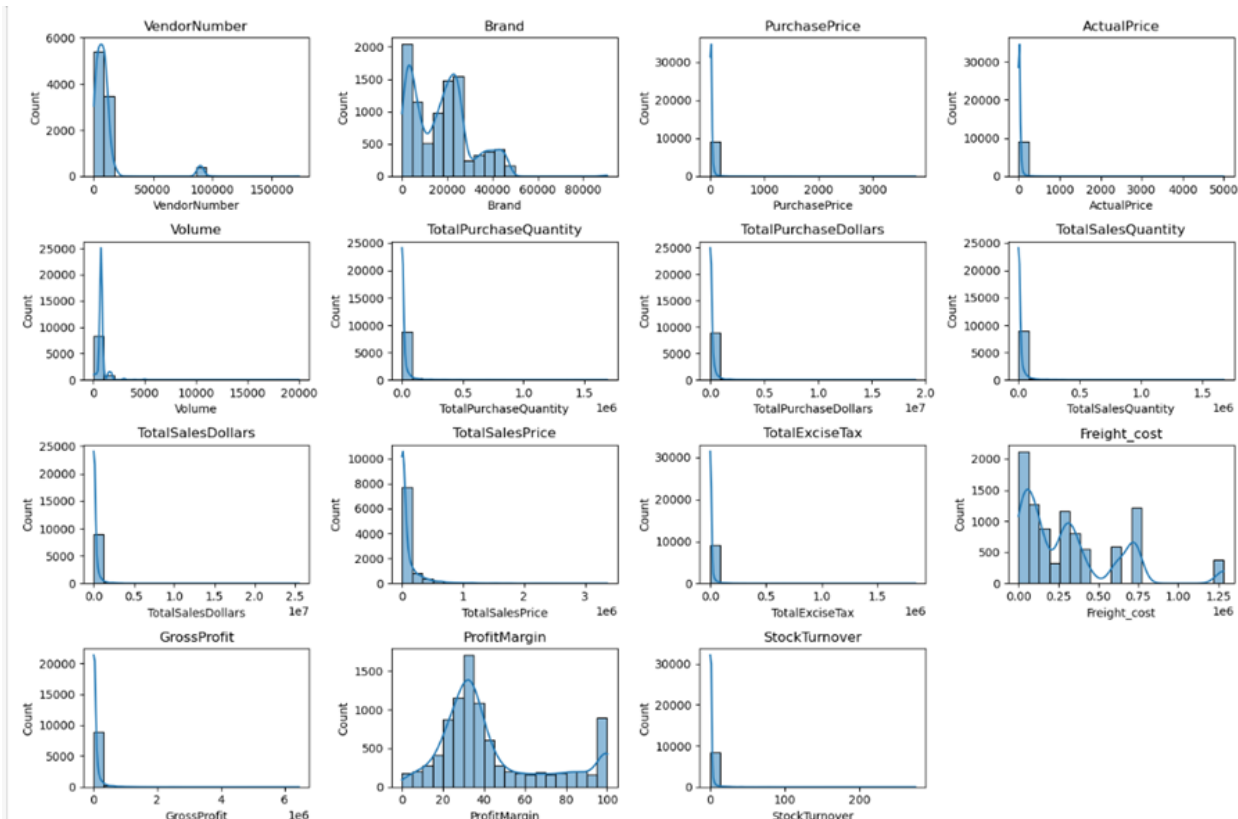 VendorNumber Brand PurchasePrice ActualPrice
6000 2000 30000 30000
4000 1500 20000 20000
2000 1000 10000 10000
500
0 0 0 0
Count Count Count Count
0 50000 100000 150000 0 20000 40000 60000 80000 0 1000 2000 3000 0 1000 2000 3000 4000 5000
VendorNumber Brand PurchasePrice ActualPrice
Volume TotalPurchaseQuantity TotalPurchaseDollars TotalSalesQuantity
25000 25000 25000 25000
20000 20000 20000 20000
15000 15000 15000 15000
10000 10000 10000 10000
5000 5000 5000 5000
0 0 0 0
Count Count Count Count
0 5000 10000 15000 20000 0.0 0.5 1.0 1.5 0.0 0.5 1.0 1.5 2.0 0.0 0.5 1.0 1.5
Volume TotalPurchaseQuantity 1e6 TotalPurchaseDollars 1e7 TotalSalesQuantity 1e6
TotalSalesDollars TotalSalesPrice TotalExciseTax Freight_cost
25000 10000 30000 2000
20000 8000 20000 1500
15000 6000 10000 1000
10000 4000 500
5000 2000
0 0 0 0
Count Count Count Count
0.0 0.5 1.0 1.5 2.0 2.5 0 1 2 3 0.0 0.5 1.0 1.5 0.00 0.25 0.50 0.75 1.00 1.25
TotalSalesDollars 1e7 TotalSalesPrice 1e6 TotalExciseTax 1e6 Freight_cost 1e6
GrossProfit ProfitMargin StockTurnover
20000 1500 30000
15000 1000 20000
10000 500 10000
5000
0 0 0
Count Count Count
0 2 4 6 0 20 40 60 80 100 0 100 200
GrossProfit 1e6 ProfitMargin StockTurnover